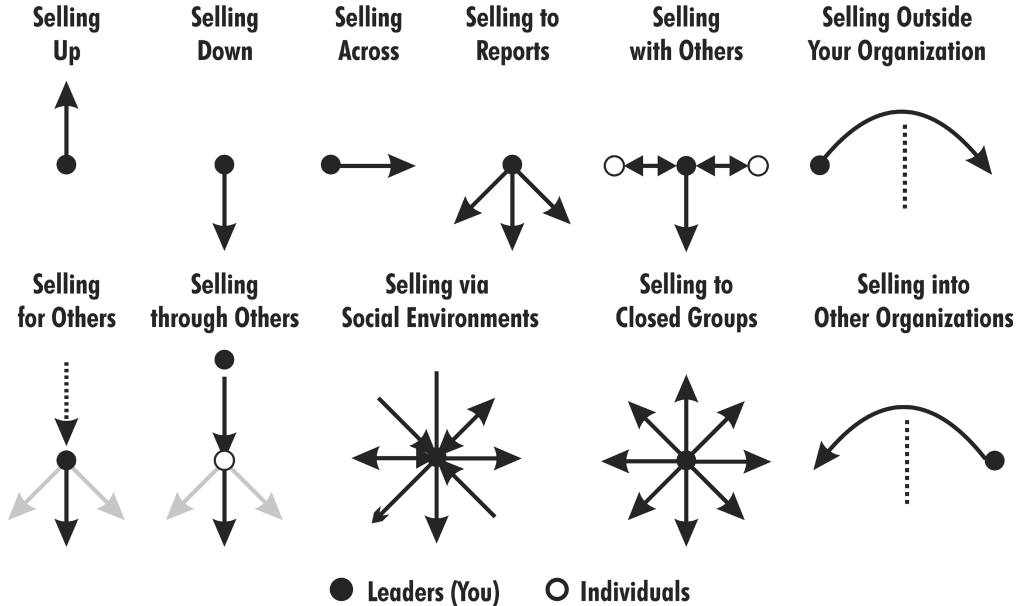 Selling
Up
Selling
Down
Selling
Across
Selling to
Reports
Selling
with Others
Selling Outside
Your Organization
Selling
for Others
Selling
through Others
Selling via
Social Environments
Selling to
Closed Groups
Selling into
Other Organizations
Leaders (You)
Individuals